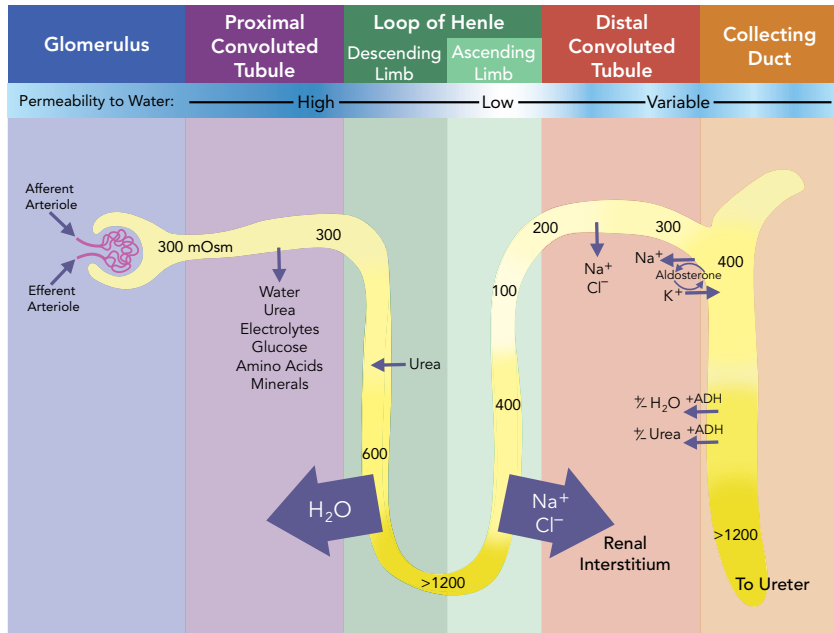 Glomerulus
Proximal
Convoluted
Tubule
Loop of Henle
Descending
Limb
Ascending
Limb
Distal
Convoluted
Tubule
Collecting
Duct
Permeability to Water:
High
Low
Variable
Afferent
Arteriole
Efferent
Arteriole
300 mOsm
300
Water
Urea
Electrolytes
Glucose
Amino Acids
Minerals
Urea
600
H₂O
>1200
400
100
Na⁺
Cl⁻
200
Na⁺
Cl⁻
300
Na⁺
Aldosterone
K⁺
400
+/- H₂O +ADH
+/- Urea +ADH
>1200
Renal
Interstitium
To Ureter